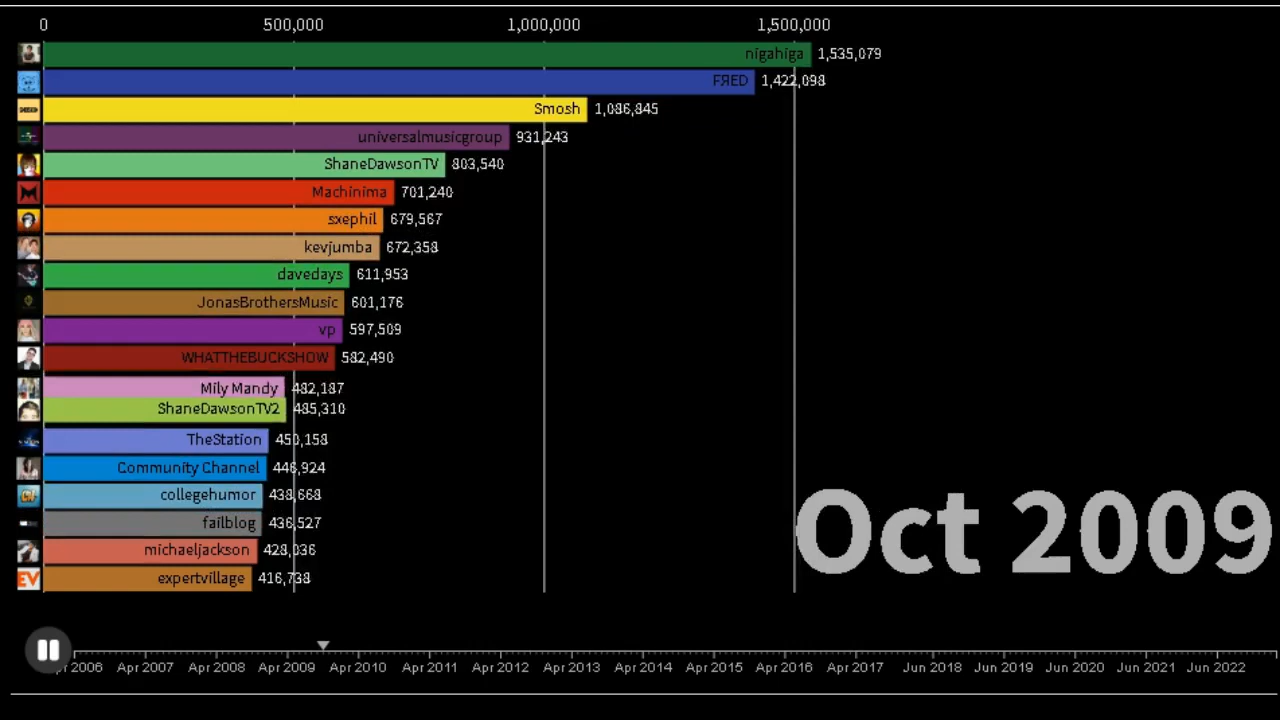 0 500,000 1,000,000 1,500,000
nigahiga 1,535,079
FЯED 1,422,098
Smosh 1,086,845
universalmusicgroup 931,243
ShaneDawsonTV 803,540
Machinima 701,240
sxephil 679,567
kevjumba 672,358
davedays 611,953
JonasBrothersMusic 601,176
vp 597,509
WHATTHEBUCKSHOW 582,490
Mily Mandy 482,187
ShaneDawsonTV2 485,310
TheStation 450,158
Community Channel 446,924
collegehumor 438,668
failblog 436,527
michaeljackson 428,036
EV expertvillage 416,738
Oct 2009
r 2006 Apr 2007 Apr 2008 Apr 2009 Apr 2010 Apr 2011 Apr 2012 Apr 2013 Apr 2014 Apr 2015 Apr 2016 Apr 2017 Jun 2018 Jun 2019 Jun 2020 Jun 2021 Jun 2022